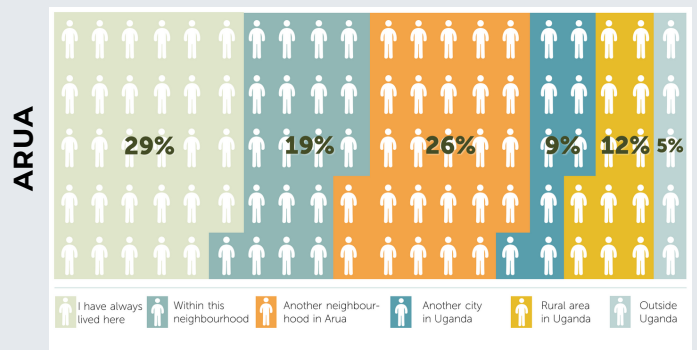 ARUA
29% 19% 26% 9% 12% 5%
I have always
lived here
Within this
neighbourhood
Another neighbour-
hood in Arua
Another city
in Uganda
Rural area
in Uganda
Outside
Uganda